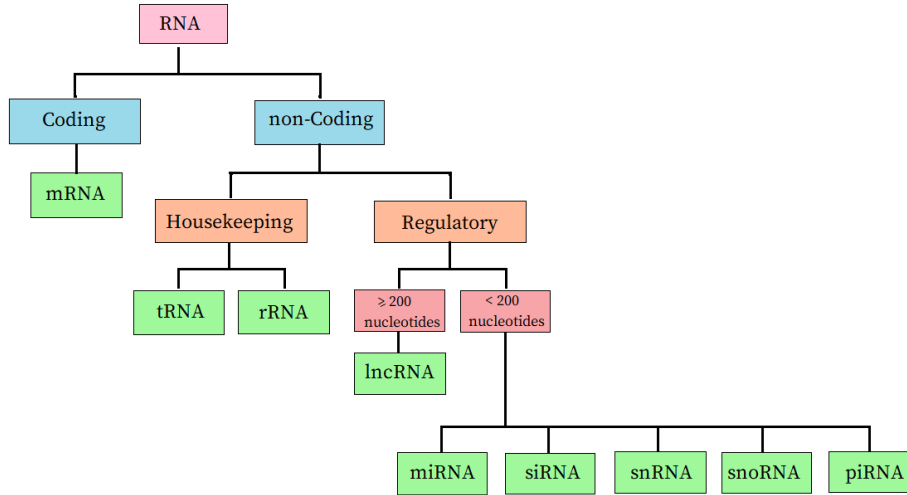 RNA
Coding
non-Coding
mRNA
Housekeeping
Regulatory
tRNA
rRNA
⩾ 200
nucleotides
< 200
nucleotides
lncRNA
miRNA
siRNA
snRNA
snoRNA
piRNA